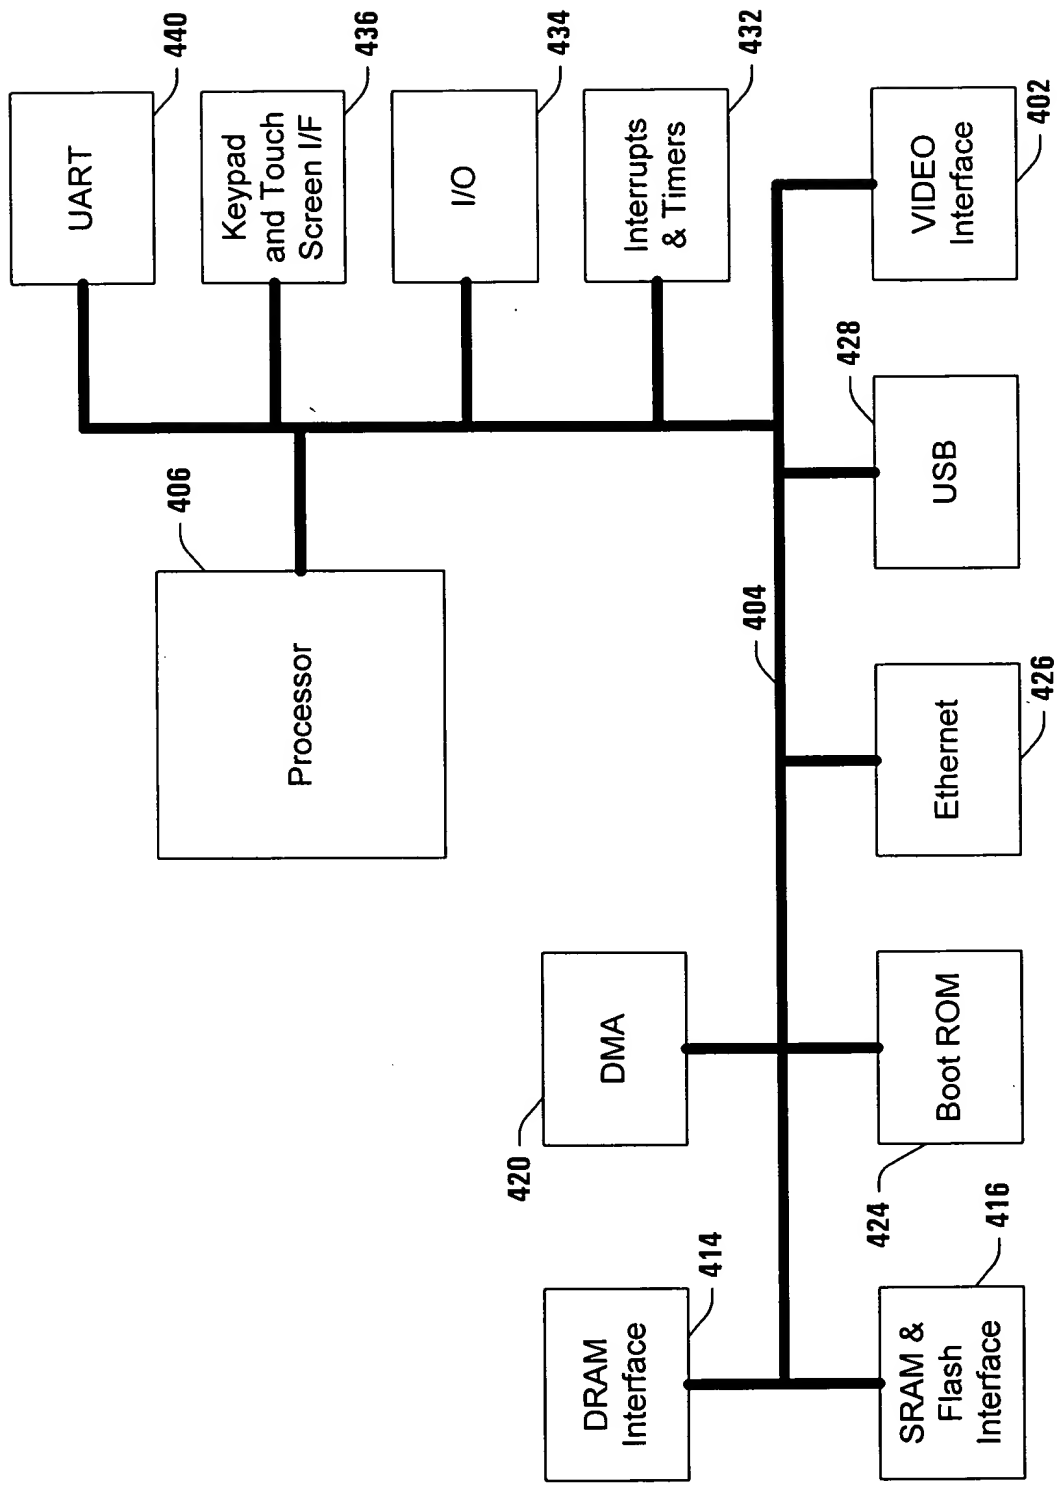 DRAM
Interface
414
SRAM &
Flash
Interface
416
DMA
420
Boot ROM
424
Processor
406
404
Ethernet
426
USB
428
UART
440
Keypad
and Touch
Screen I/F
436
I/O
434
Interrupts
& Timers
432
VIDEO
Interface
402